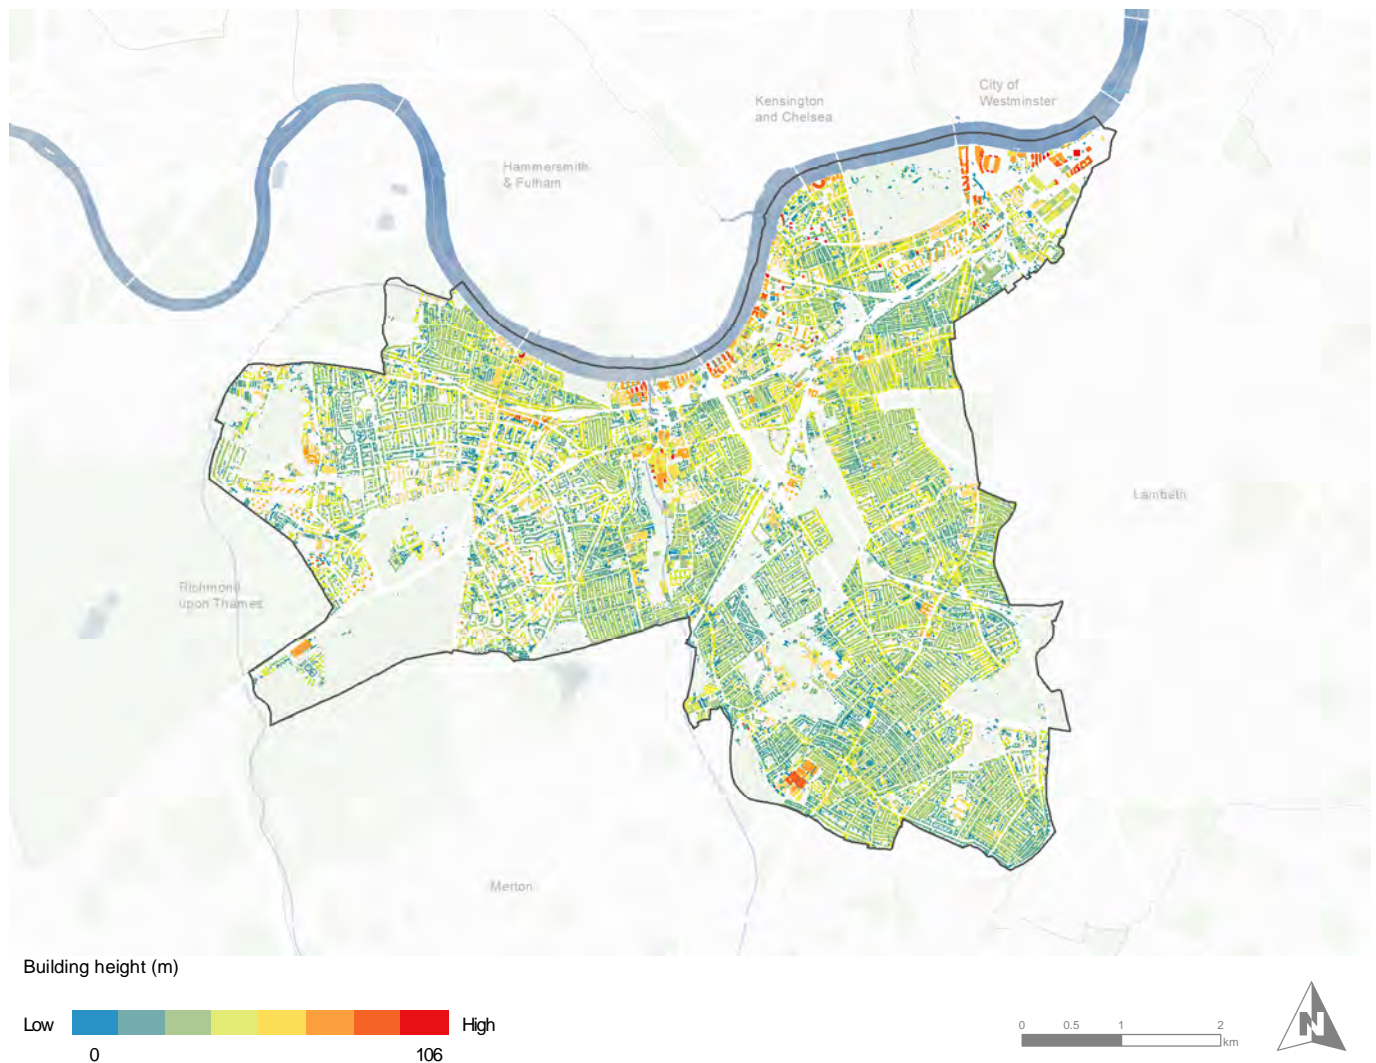 City of
Westminster
Kensington
and Chelsea
Hammersmith
& Fulham
Lambeth
Richmond
upon Thames
Merton
Building height (m)
Low
High
0
106
0 0.5 1 2
km
N